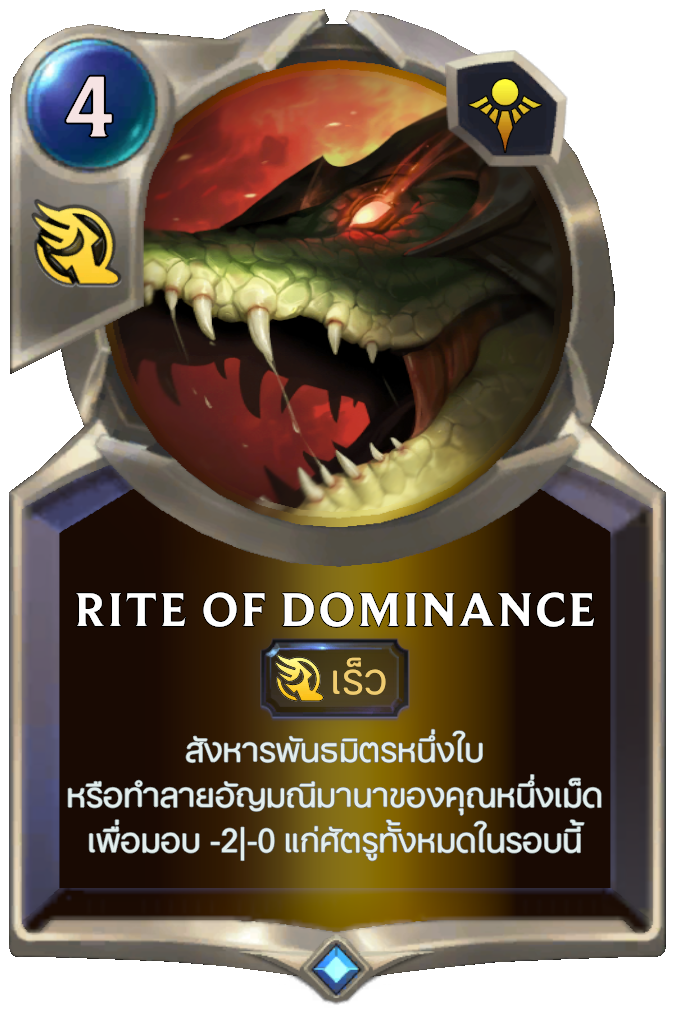 4
RITE OF DOMINANCE
เร็ว
สังหารพันธมิตรหนึ่งใบ
หรือทำลายอัญมณีมานาของคุณหนึ่งเม็ด
เพื่อมอบ -2|-0 แก่ศัตรูทั้งหมดในรอบนี้